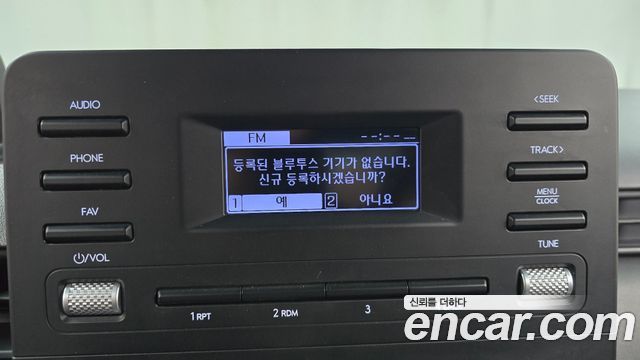 AUDIO
PHONE
FAV
⏻/VOL
FM
--:-- --
등록된 블루투스 기기가 없습니다.
신규 등록하시겠습니까?
1 예 2 아니요
<SEEK
TRACK>
MENU
CLOCK
TUNE
1 RPT
2 RDM
3
신뢰를 더하다
encar.com